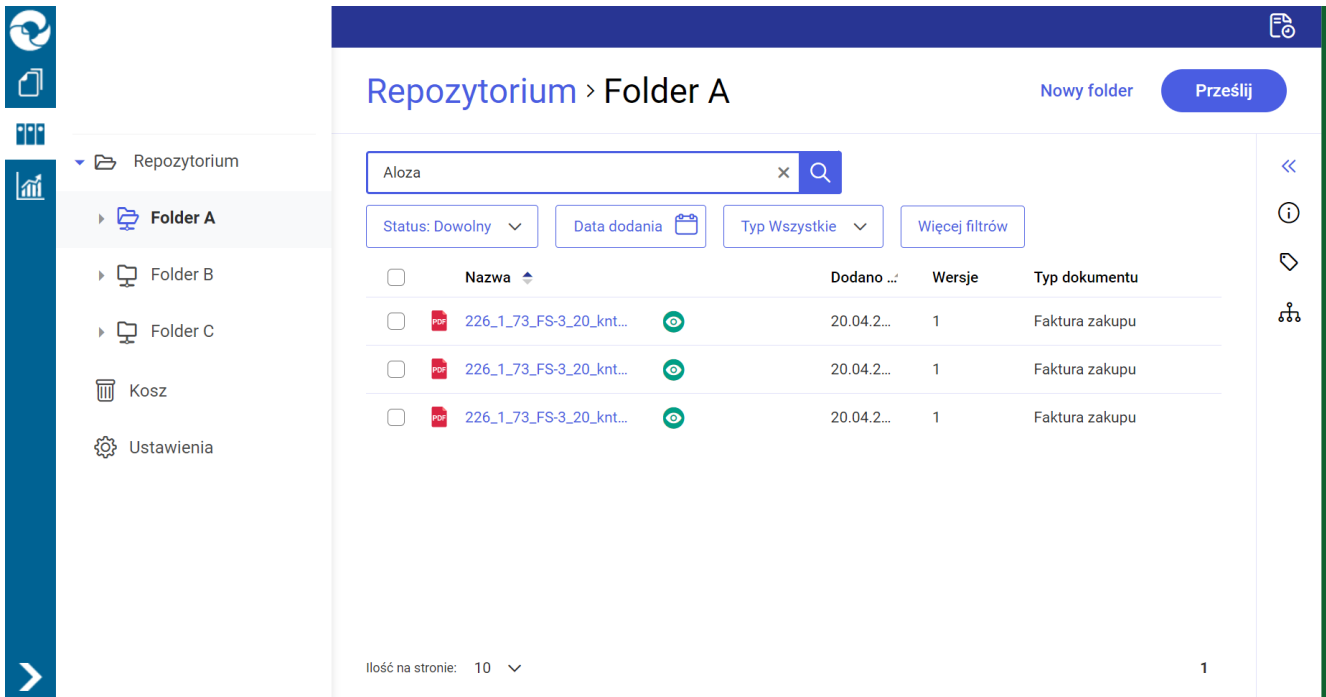 Repozytorium › Folder A
Nowy folder
Prześlij
Repozytorium
Folder A
Folder B
Folder C
Kosz
Ustawienia
Aloza
Status: Dowolny
Data dodania
Typ Wszystkie
Więcej filtrów
Nazwa Dodano ... Wersje Typ dokumentu
PDF 226_1_73_FS-3_20_knt... 20.04.2... 1 Faktura zakupu
PDF 226_1_73_FS-3_20_knt... 20.04.2... 1 Faktura zakupu
PDF 226_1_73_FS-3_20_knt... 20.04.2... 1 Faktura zakupu
Ilość na stronie: 10
1